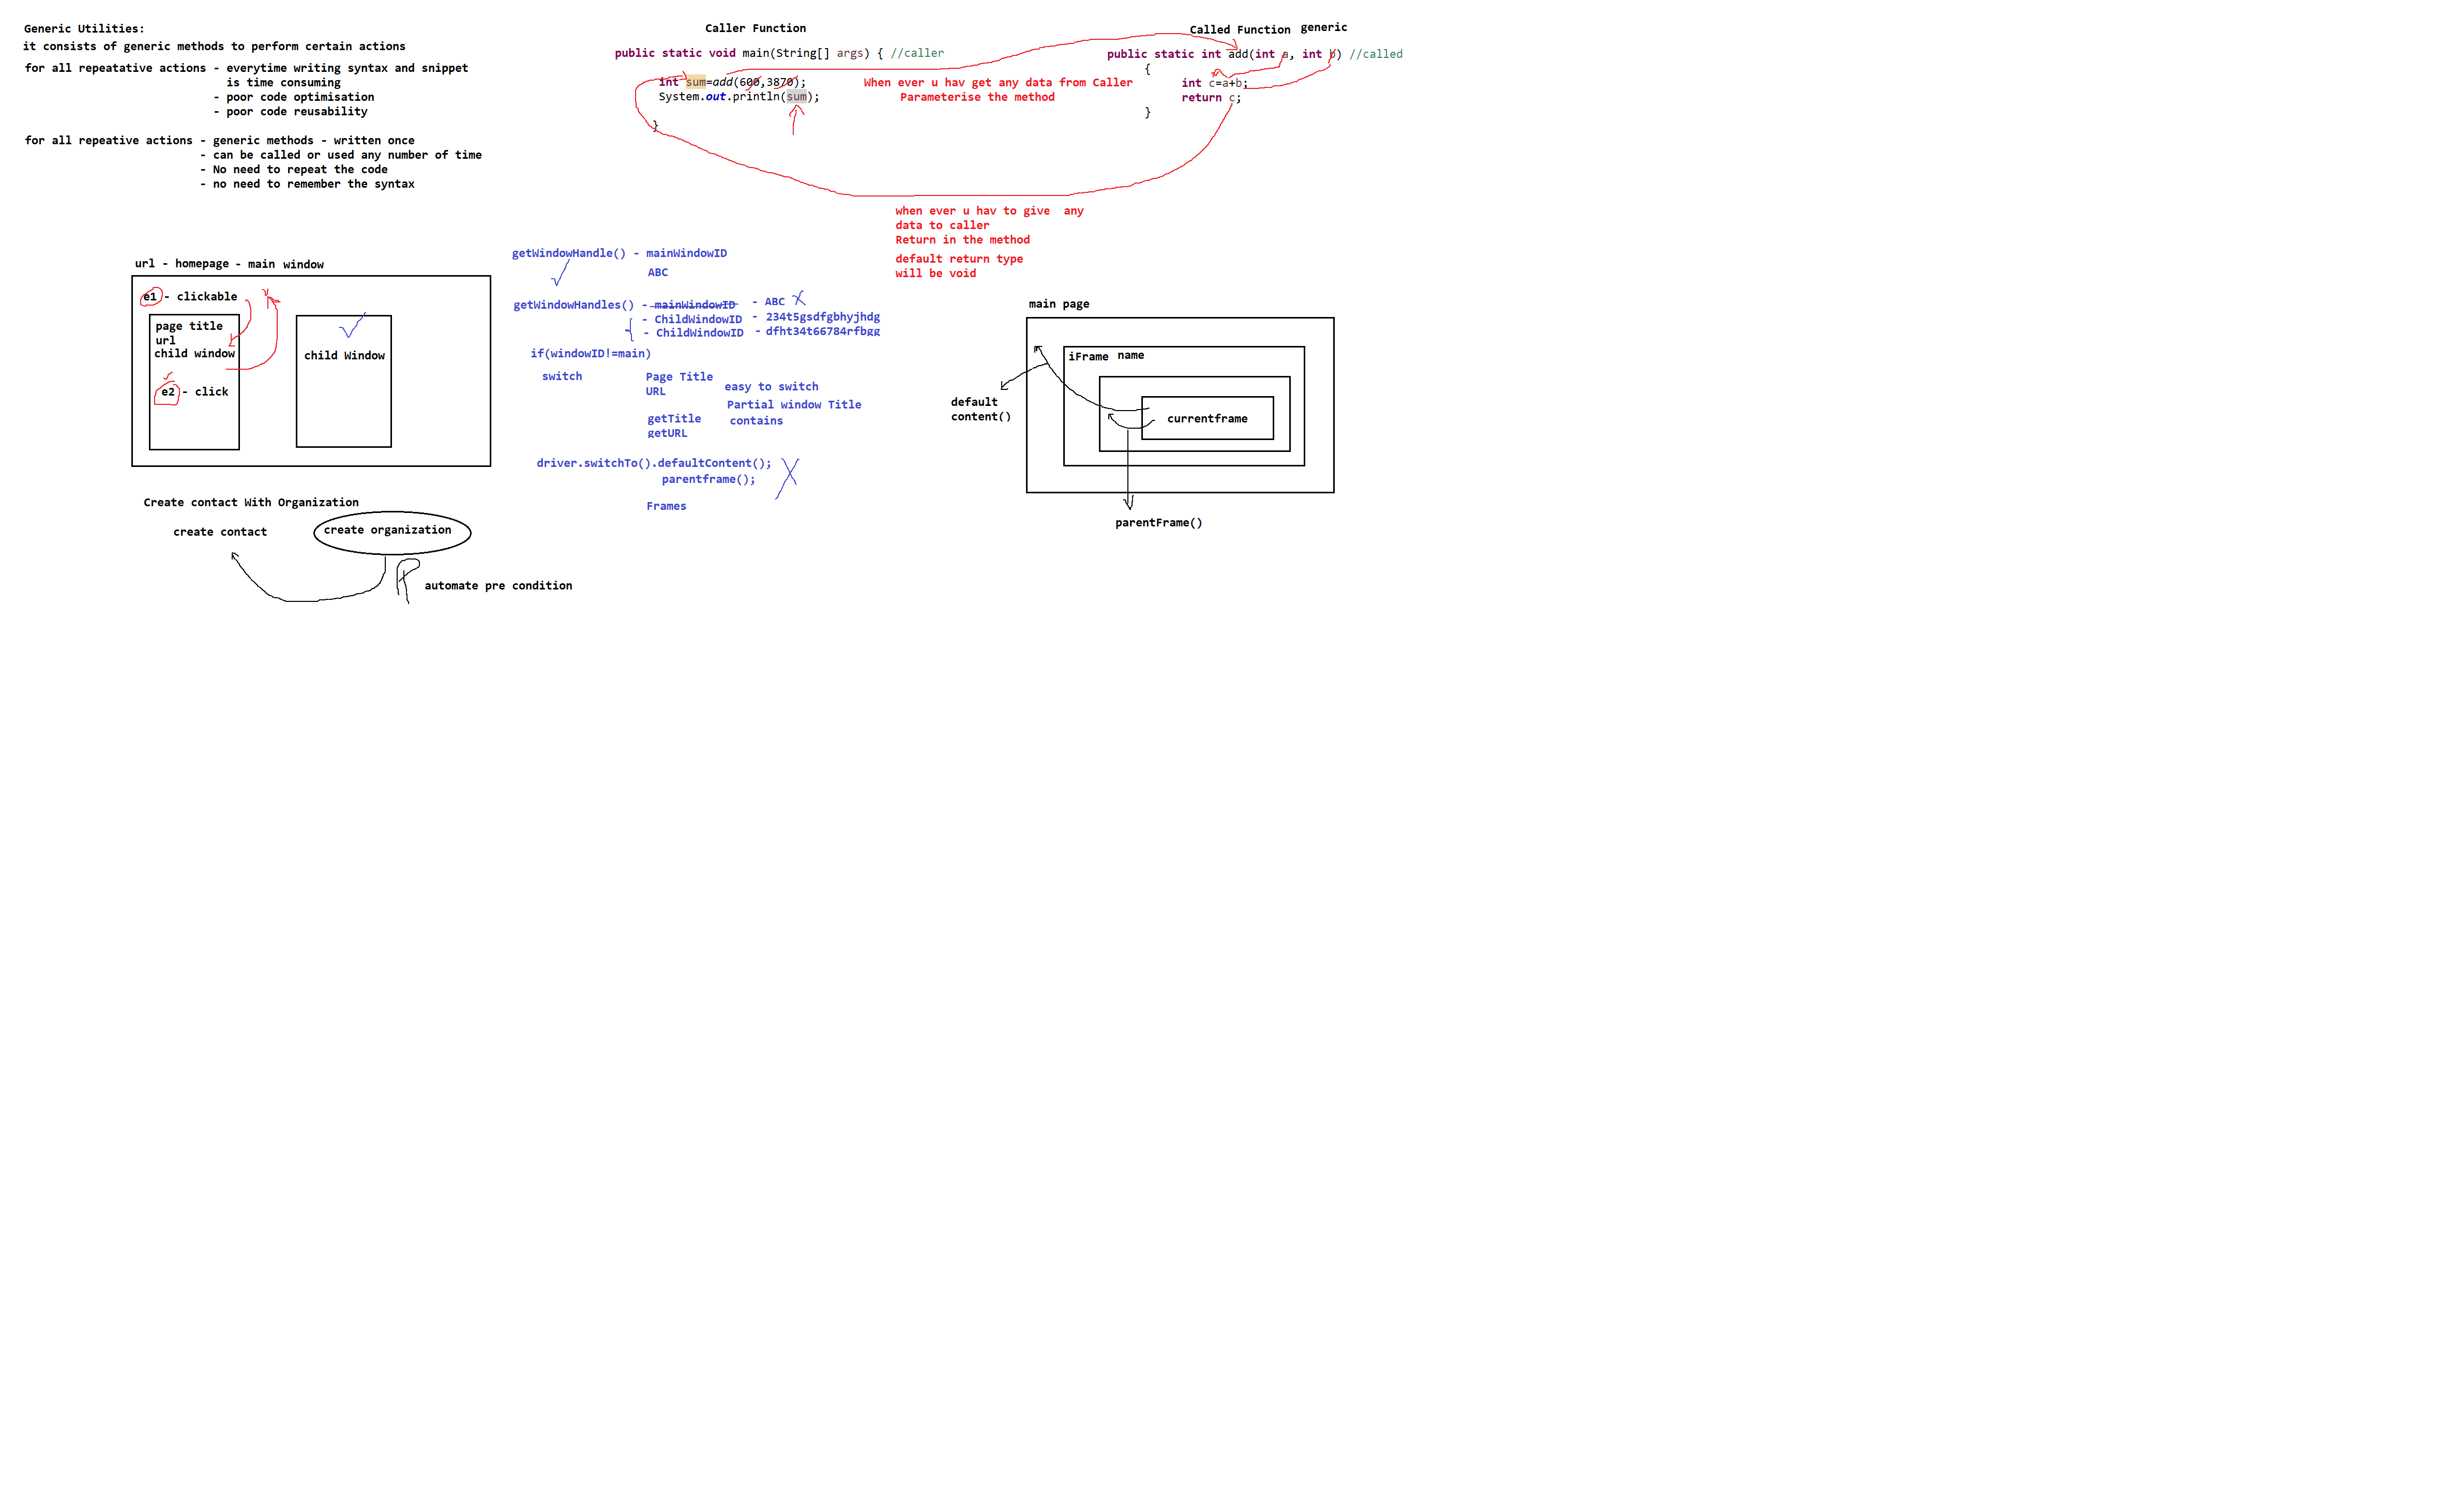 Generic Utilities:
it consists of generic methods to perform certain actions
for all repeatative actions - everytime writing syntax and snippet
is time consuming
- poor code optimisation
- poor code reusability
for all repeative actions - generic methods - written once
- can be called or used any number of time
- No need to repeat the code
- no need to remember the syntax
Caller Function
public static void main(String[] args) { //caller
int sum=add(600,3870);
System.out.println(sum);
}
When ever u hav get any data from Caller
Parameterise the method
Called Function generic
public static int add(int a, int b) //called
{
int c=a+b;
return c;
}
when ever u hav to give any
data to caller
Return in the method
default return type
will be void
url - homepage - main window
e1 - clickable
page title
url
child window
e2 - click
child Window
getWindowHandle() - mainWindowID
ABC
getWindowHandles() - mainWindowID - ABC
- ChildWindowID - 234t5gsdfgbhyjhdg
- ChildWindowID - dfht34t66784rfbgg
if(windowID!=main)
switch
Page Title
URL
easy to switch
Partial window Title
getTitle
contains
getURL
driver.switchTo().defaultContent();
parentframe();
Frames
main page
iFrame name
currentframe
default
content()
parentFrame()
Create contact With Organization
create contact
create organization
automate pre condition